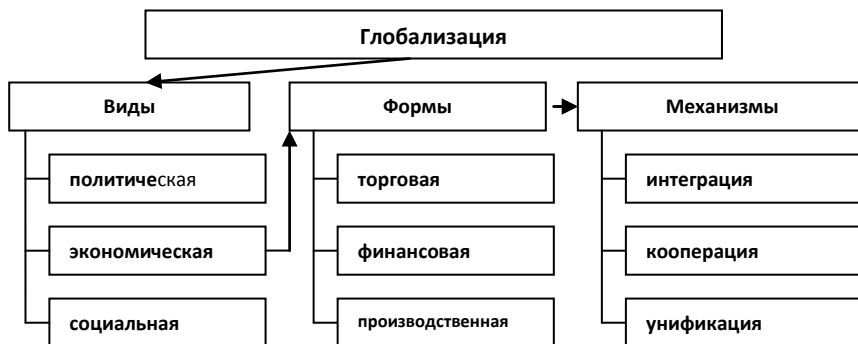 Глобализация
Виды
Формы
Механизмы
политическая
торговая
интеграция
экономическая
финансовая
кооперация
социальная
производственная
унификация